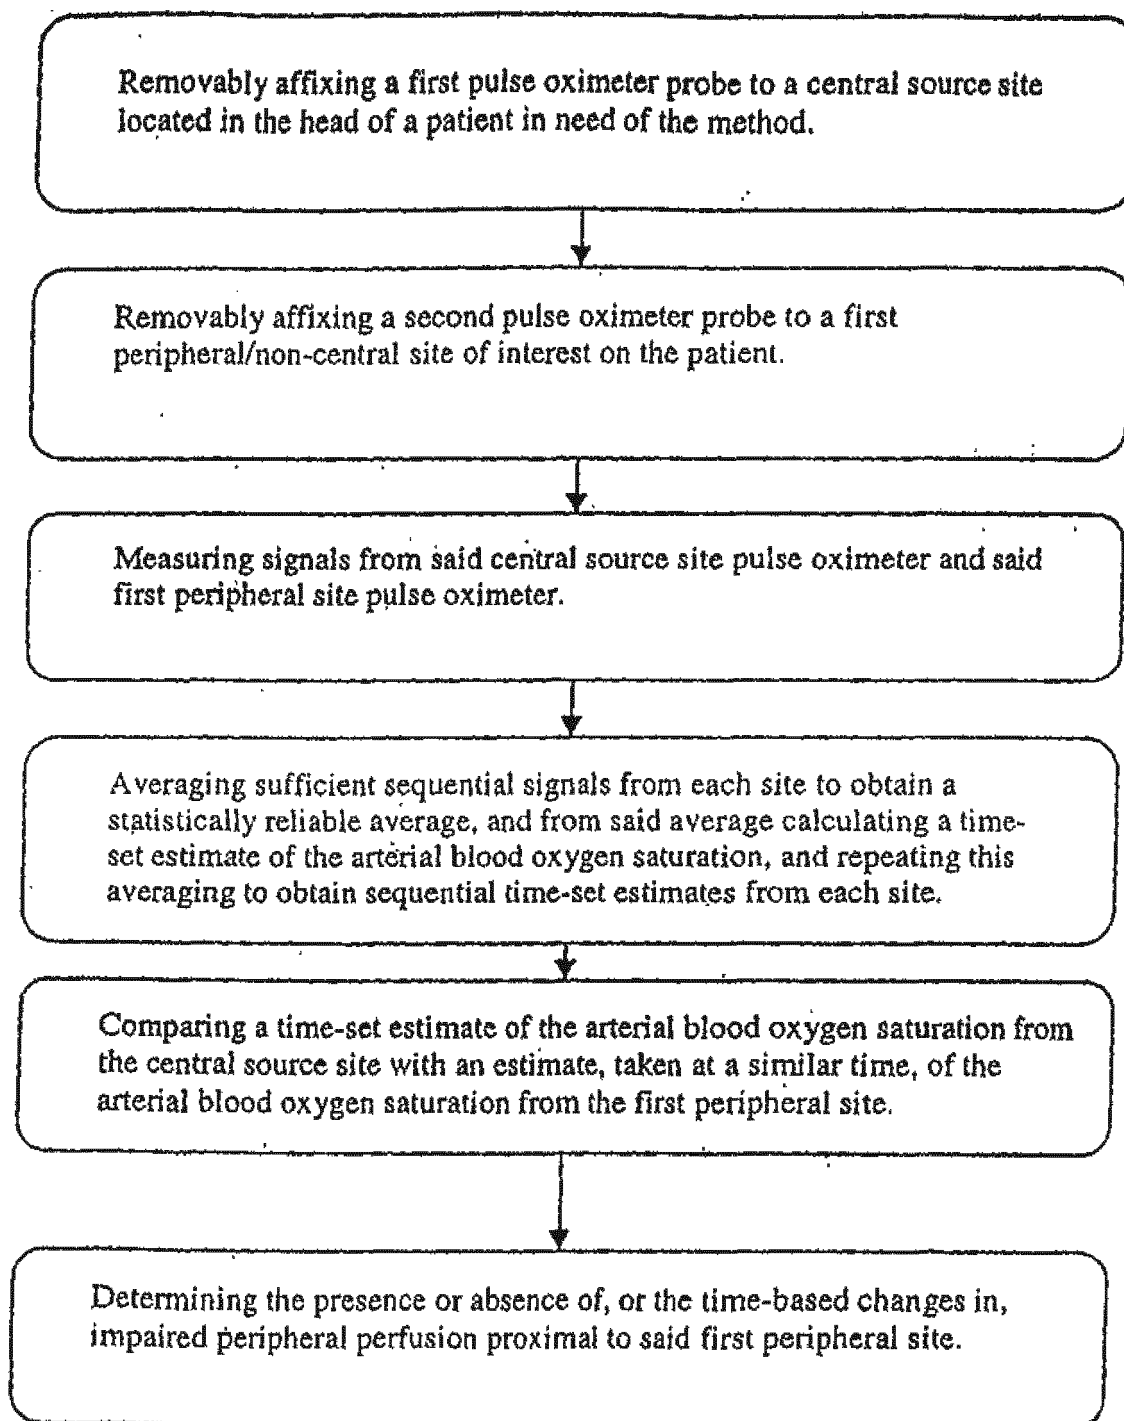 Removably affixing a first pulse oximeter probe to a central source site
located in the head of a patient in need of the method.
Removably affixing a second pulse oximeter probe to a first
peripheral/non-central site of interest on the patient.
Measuring signals from said central source site pulse oximeter and said
first peripheral site pulse oximeter.
Averaging sufficient sequential signals from each site to obtain a
statistically reliable average, and from said average calculating a time-
set estimate of the arterial blood oxygen saturation, and repeating this
averaging to obtain sequential time-set estimates from each site.
Comparing a time-set estimate of the arterial blood oxygen saturation from
the central source site with an estimate, taken at a similar time, of the
arterial blood oxygen saturation from the first peripheral site.
Determining the presence or absence of, or the time-based changes in,
impaired peripheral perfusion proximal to said first peripheral site.